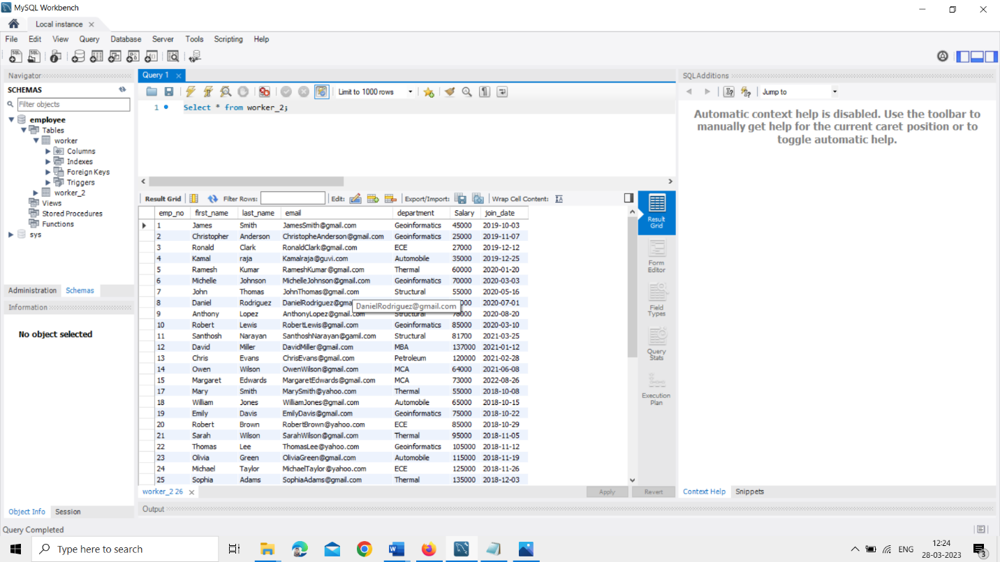 MySQL Workbench
Local instance
File Edit View Query Database Server Tools Scripting Help
Navigator
SCHEMAS
Filter objects
employee
Tables
worker
Columns
Indexes
Foreign Keys
Triggers
worker_2
Views
Stored Procedures
Functions
sys
Administration Schemas
Information
No object selected
Object Info Session
Query 1
Limit to 1000 rows
1 Select * from worker_2;
Result Grid Filter Rows: Edit: Export/Import: Wrap Cell Content:
emp_no first_name last_name email department Salary join_date
1 James Smith JamesSmith@gmail.com Geoinformatics 45000 2019-10-03
2 Christopher Anderson ChristopheAnderson@gmail.com Geoinformatics 25000 2019-11-07
3 Ronald Clark RonaldClark@gmail.com ECE 27000 2019-12-12
4 Kamal raja Kamalraja@guvi.com Automobile 35000 2019-12-25
5 Ramesh Kumar RameshKumar@gmail.com Thermal 60000 2020-01-20
6 Michelle Johnson MichelleJohnson@gmail.com Geoinformatics 70000 2020-03-03
7 John Thomas JohnThomas@gmail.com Structural 55000 2020-05-16
8 Daniel Rodriguez DanielRodriguez@gma 000 2020-07-01
DanielRodriguez@gmail.com
9 Anthony Lopez AnthonyLopez@gmail.com Structural 78000 2020-08-20
10 Robert Lewis RobertLewis@gmail.com Geoinformatics 85000 2020-03-10
11 Santhosh Narayan SanthoshNarayan@gamil.com Structural 81700 2021-03-25
12 David Miller DavidMiller@gmail.com MBA 137000 2021-01-12
13 Chris Evans ChrisEvans@gmail.com Petroleum 120000 2021-02-28
14 Owen Wilson OwenWilson@gmail.com MCA 64000 2021-06-08
15 Margaret Edwards MargaretEdwards@gmail.com MCA 73000 2022-08-26
17 Mary Smith MarySmith@yahoo.com Thermal 55000 2018-10-08
18 William Jones WilliamJones@gmail.com Automobile 65000 2018-10-15
19 Emily Davis EmilyDavis@gmail.com Geoinformatics 75000 2018-10-22
20 Robert Brown RobertBrown@yahoo.com ECE 85000 2018-10-29
21 Sarah Wilson SarahWilson@gmail.com Thermal 95000 2018-11-05
22 Thomas Lee ThomasLee@yahoo.com Geoinformatics 105000 2018-11-12
23 Olivia Green OliviaGreen@gmail.com Automobile 115000 2018-11-19
24 Michael Taylor MichaelTaylor@yahoo.com ECE 125000 2018-11-26
25 Sophia Adams SophiaAdams@gmail.com Thermal 135000 2018-12-03
Result Grid
Form Editor
Field Types
Query Stats
Execution Plan
worker_2 26
Apply Revert
Output
SQLAdditions
Jump to
Automatic context help is disabled. Use the toolbar to
manually get help for the current caret position or to
toggle automatic help.
Context Help Snippets
Query Completed
Type here to search
ENG
12:24
28-03-2023
3